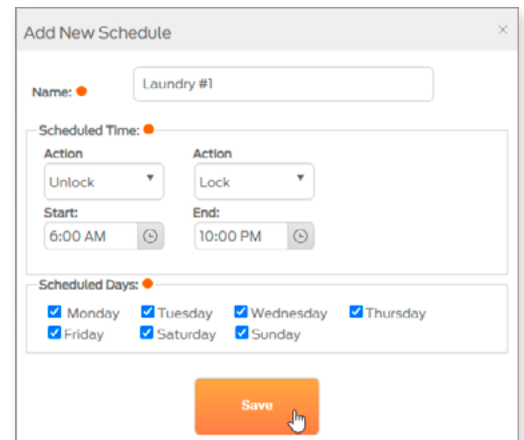 Add New Schedule
Name:
Laundry #1
Scheduled Time:
Action Action
Unlock Lock
Start: End:
6:00 AM 10:00 PM
Scheduled Days:
Monday Tuesday Wednesday Thursday
Friday Saturday Sunday
Save